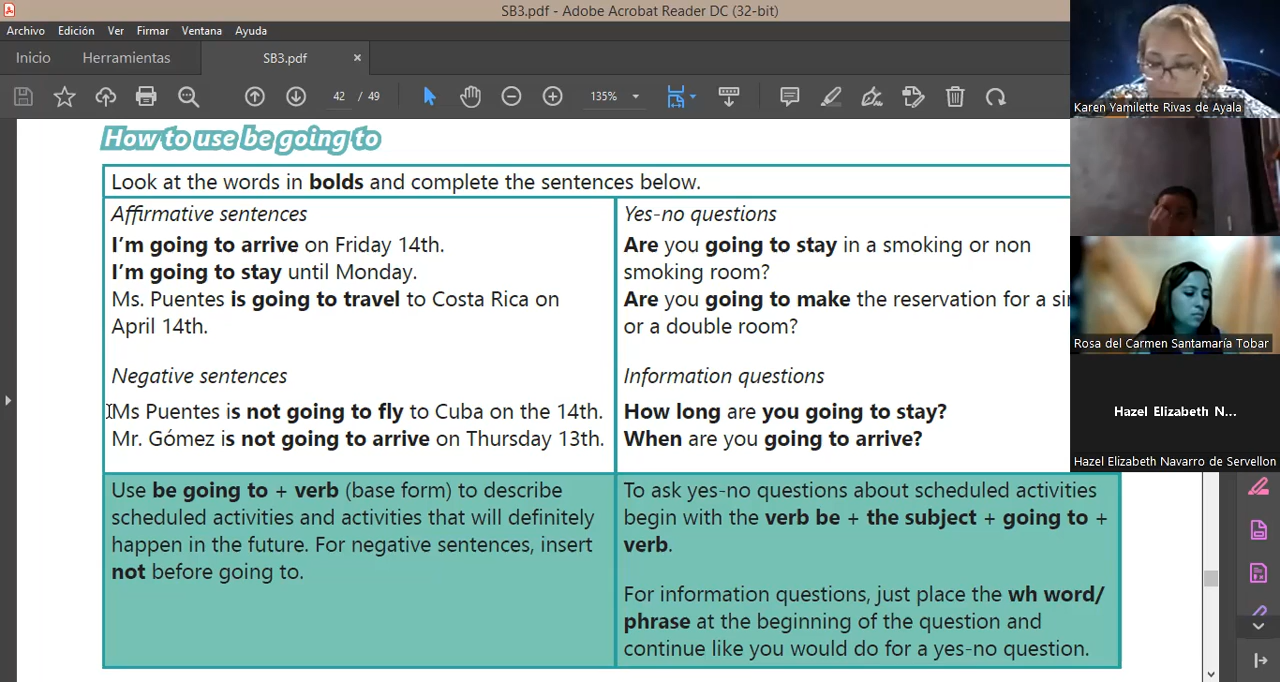 SB3.pdf - Adobe Acrobat Reader DC (32-bit)
Archivo Edición Ver Firmar Ventana Ayuda
Inicio Herramientas SB3.pdf ×
42 / 49 135%
Karen Yamilette Rivas de Ayala
How to use be going to
Look at the words in bolds and complete the sentences below.
Affirmative sentences
I'm going to arrive on Friday 14th.
I'm going to stay until Monday.
Ms. Puentes is going to travel to Costa Rica on
April 14th.
Negative sentences
Ms Puentes is not going to fly to Cuba on the 14th.
Mr. Gómez is not going to arrive on Thursday 13th.
Use be going to + verb (base form) to describe
scheduled activities and activities that will definitely
happen in the future. For negative sentences, insert
not before going to.
Yes-no questions
Are you going to stay in a smoking or non
smoking room?
Are you going to make the reservation for a
or a double room?
Information questions
How long are you going to stay?
When are you going to arrive?
To ask yes-no questions about scheduled activities
begin with the verb be + the subject + going to +
verb.
For information questions, just place the wh word/
phrase at the beginning of the question and
continue like you would do for a yes-no question.
Rosa del Carmen Santamaría Tobar
Hazel Elizabeth N...
Hazel Elizabeth Navarro de Servellon